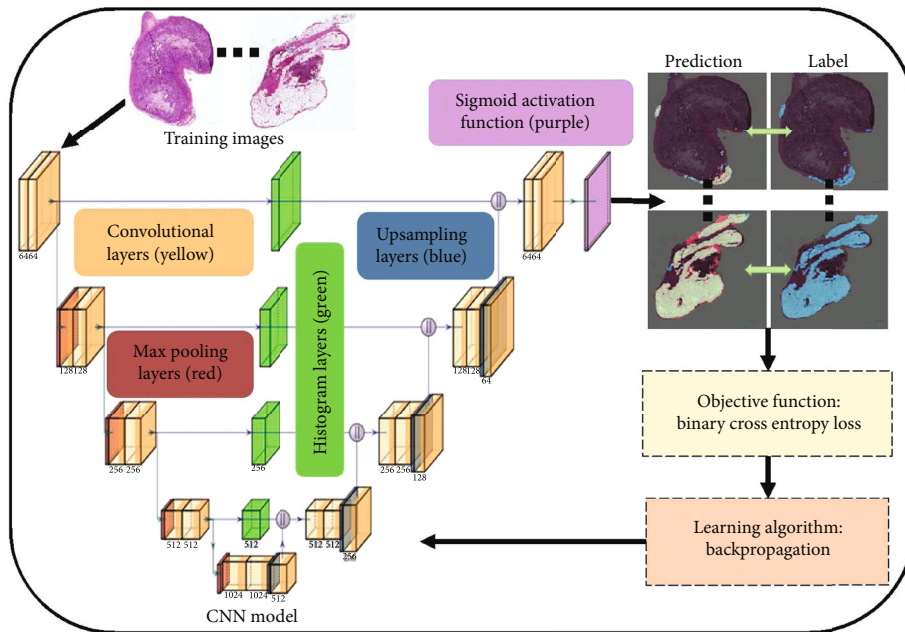 Training images
Sigmoid activation
function (purple)
Prediction
Label
6464
Convolutional
layers (yellow)
Upsampling
layers (blue)
6464
Histogram layers (green)
128128
Max pooling
layers (red)
128128
64
256 256
256
256 256
128
512 512
512
512 512
256
1024 1024
512
CNN model
Objective function:
binary cross entropy loss
Learning algorithm:
backpropagation